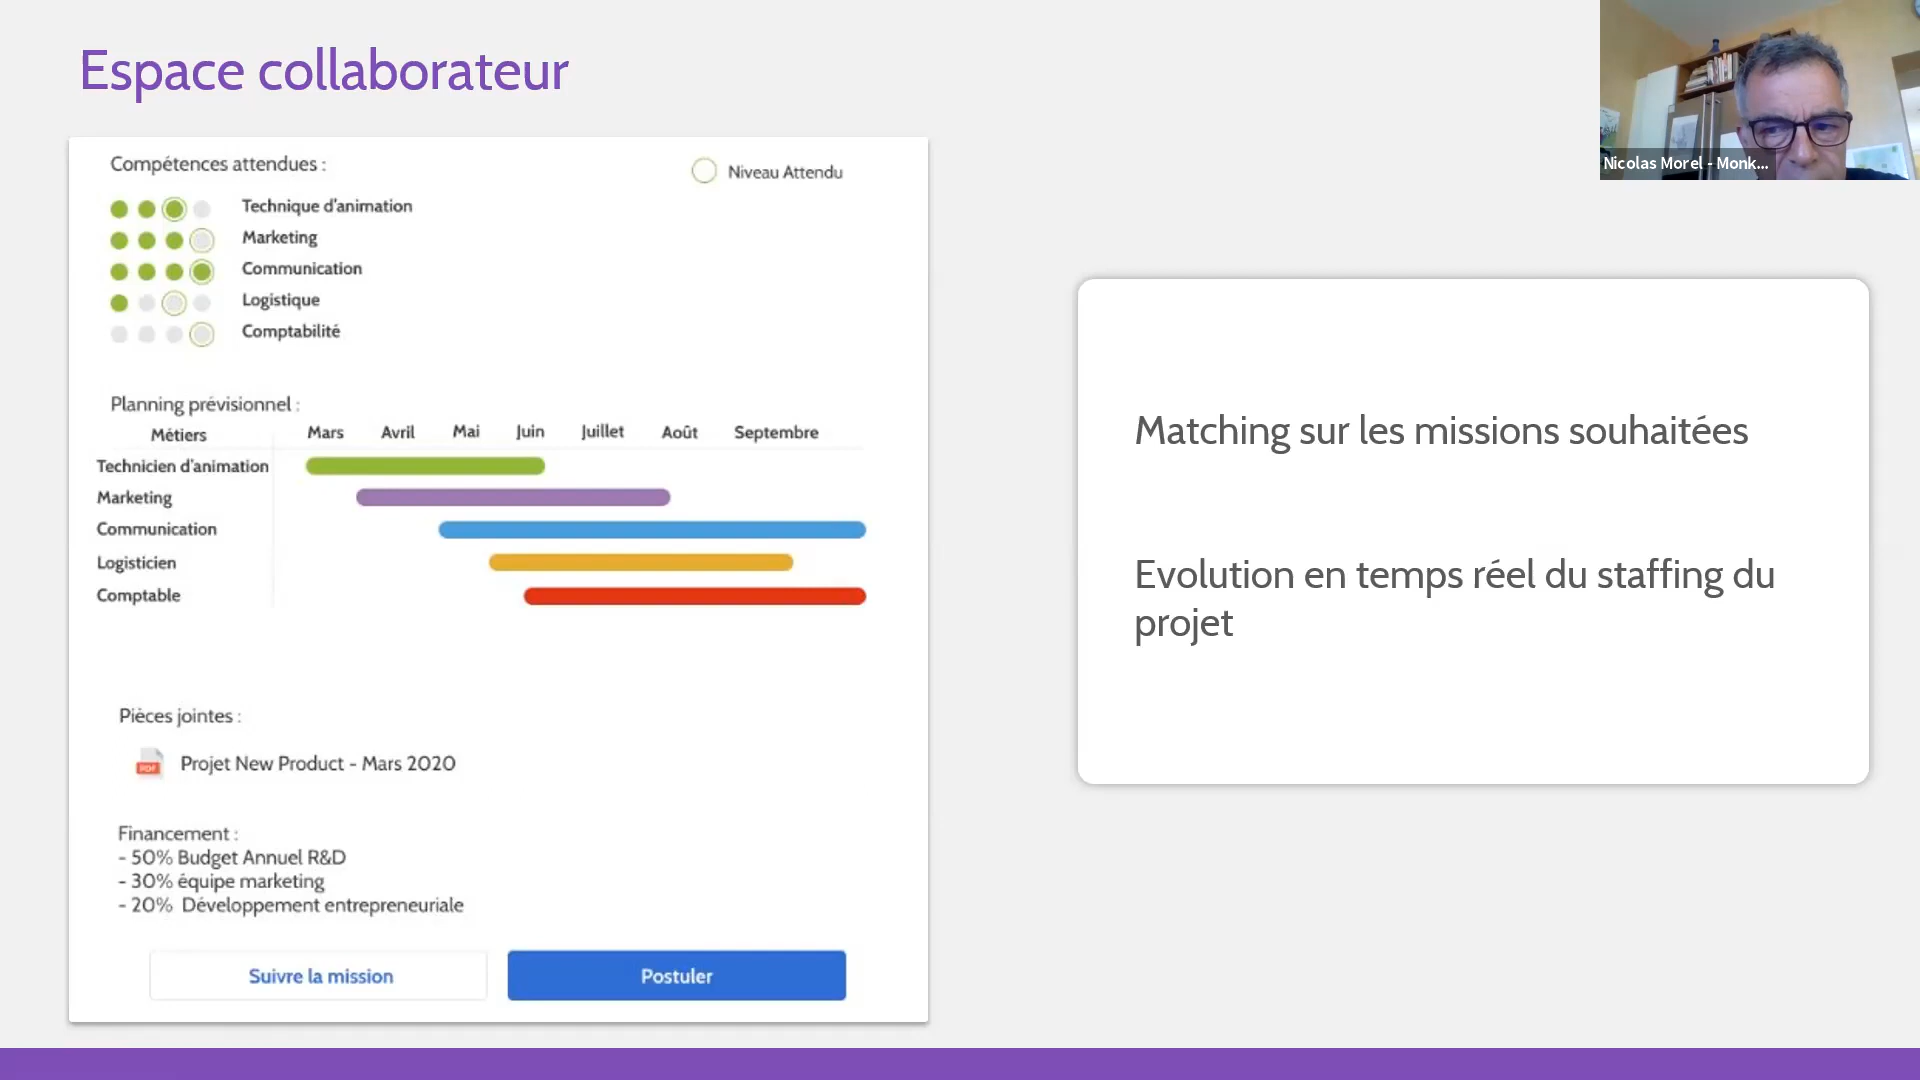 Espace collaborateur
Nicolas Morel - Monk...
Compétences attendues :
Niveau Attendu
Technique d'animation
Marketing
Communication
Logistique
Comptabilité
Planning prévisionnel :
Métiers Mars Avril Mai Juin Juillet Août Septembre
Technicien d'animation
Marketing
Communication
Logisticien
Comptable
Pièces jointes :
PDF Projet New Product - Mars 2020
Financement :
- 50% Budget Annuel R&D
- 30% équipe marketing
- 20% Développement entrepreneuriale
Suivre la mission
Postuler
Matching sur les missions souhaitées
Evolution en temps réel du staffing du
projet